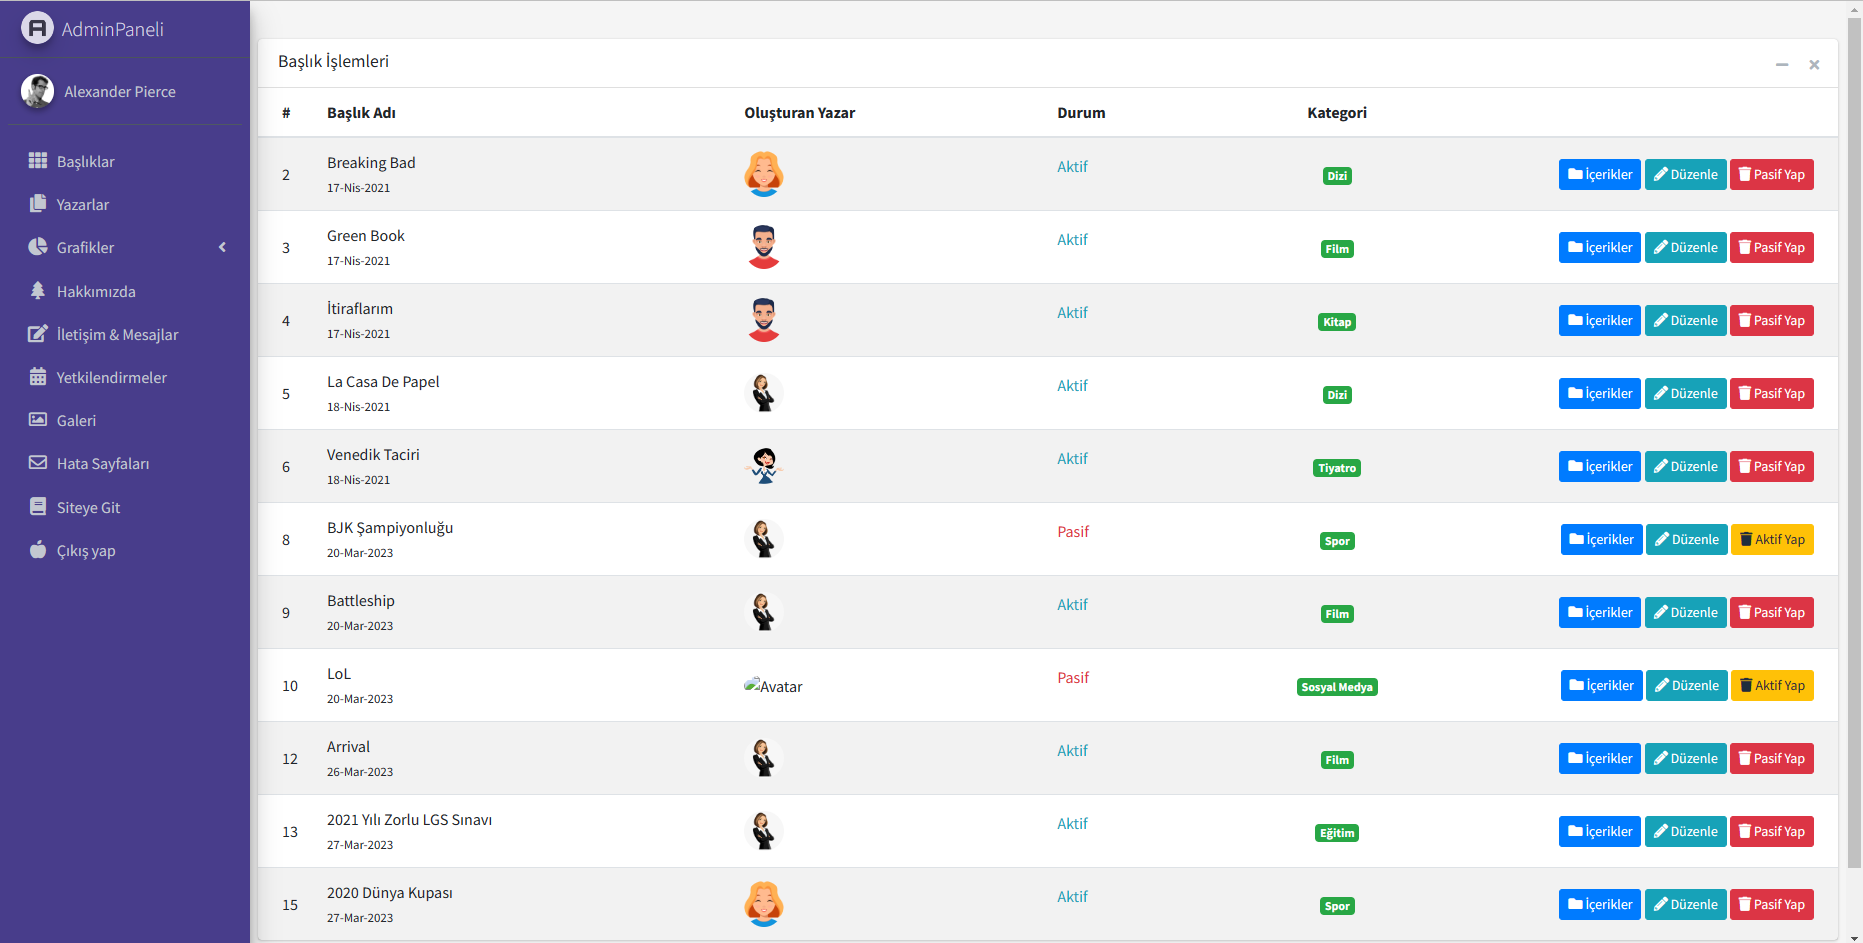 AdminPaneli
Alexander Pierce
Başlıklar
Yazarlar
Grafikler
Hakkımızda
İletişim & Mesajlar
Yetkilendirmeler
Galeri
Hata Sayfaları
Siteye Git
Çıkış yap
Başlık İşlemleri
# Başlık Adı Oluşturan Yazar Durum Kategori
2 Breaking Bad 17-Nis-2021 Aktif Dizi İçerikler Düzenle Pasif Yap
3 Green Book 17-Nis-2021 Aktif Film İçerikler Düzenle Pasif Yap
4 İtiraflarım 17-Nis-2021 Aktif Kitap İçerikler Düzenle Pasif Yap
5 La Casa De Papel 18-Nis-2021 Aktif Dizi İçerikler Düzenle Pasif Yap
6 Venedik Taciri 18-Nis-2021 Aktif Tiyatro İçerikler Düzenle Pasif Yap
8 BJK Şampiyonluğu 20-Mar-2023 Pasif Spor İçerikler Düzenle Aktif Yap
9 Battleship 20-Mar-2023 Aktif Film İçerikler Düzenle Pasif Yap
10 LoL 20-Mar-2023 Avatar Pasif Sosyal Medya İçerikler Düzenle Aktif Yap
12 Arrival 26-Mar-2023 Aktif Film İçerikler Düzenle Pasif Yap
13 2021 Yılı Zorlu LGS Sınavı 27-Mar-2023 Aktif Eğitim İçerikler Düzenle Pasif Yap
15 2020 Dünya Kupası 27-Mar-2023 Aktif Spor İçerikler Düzenle Pasif Yap